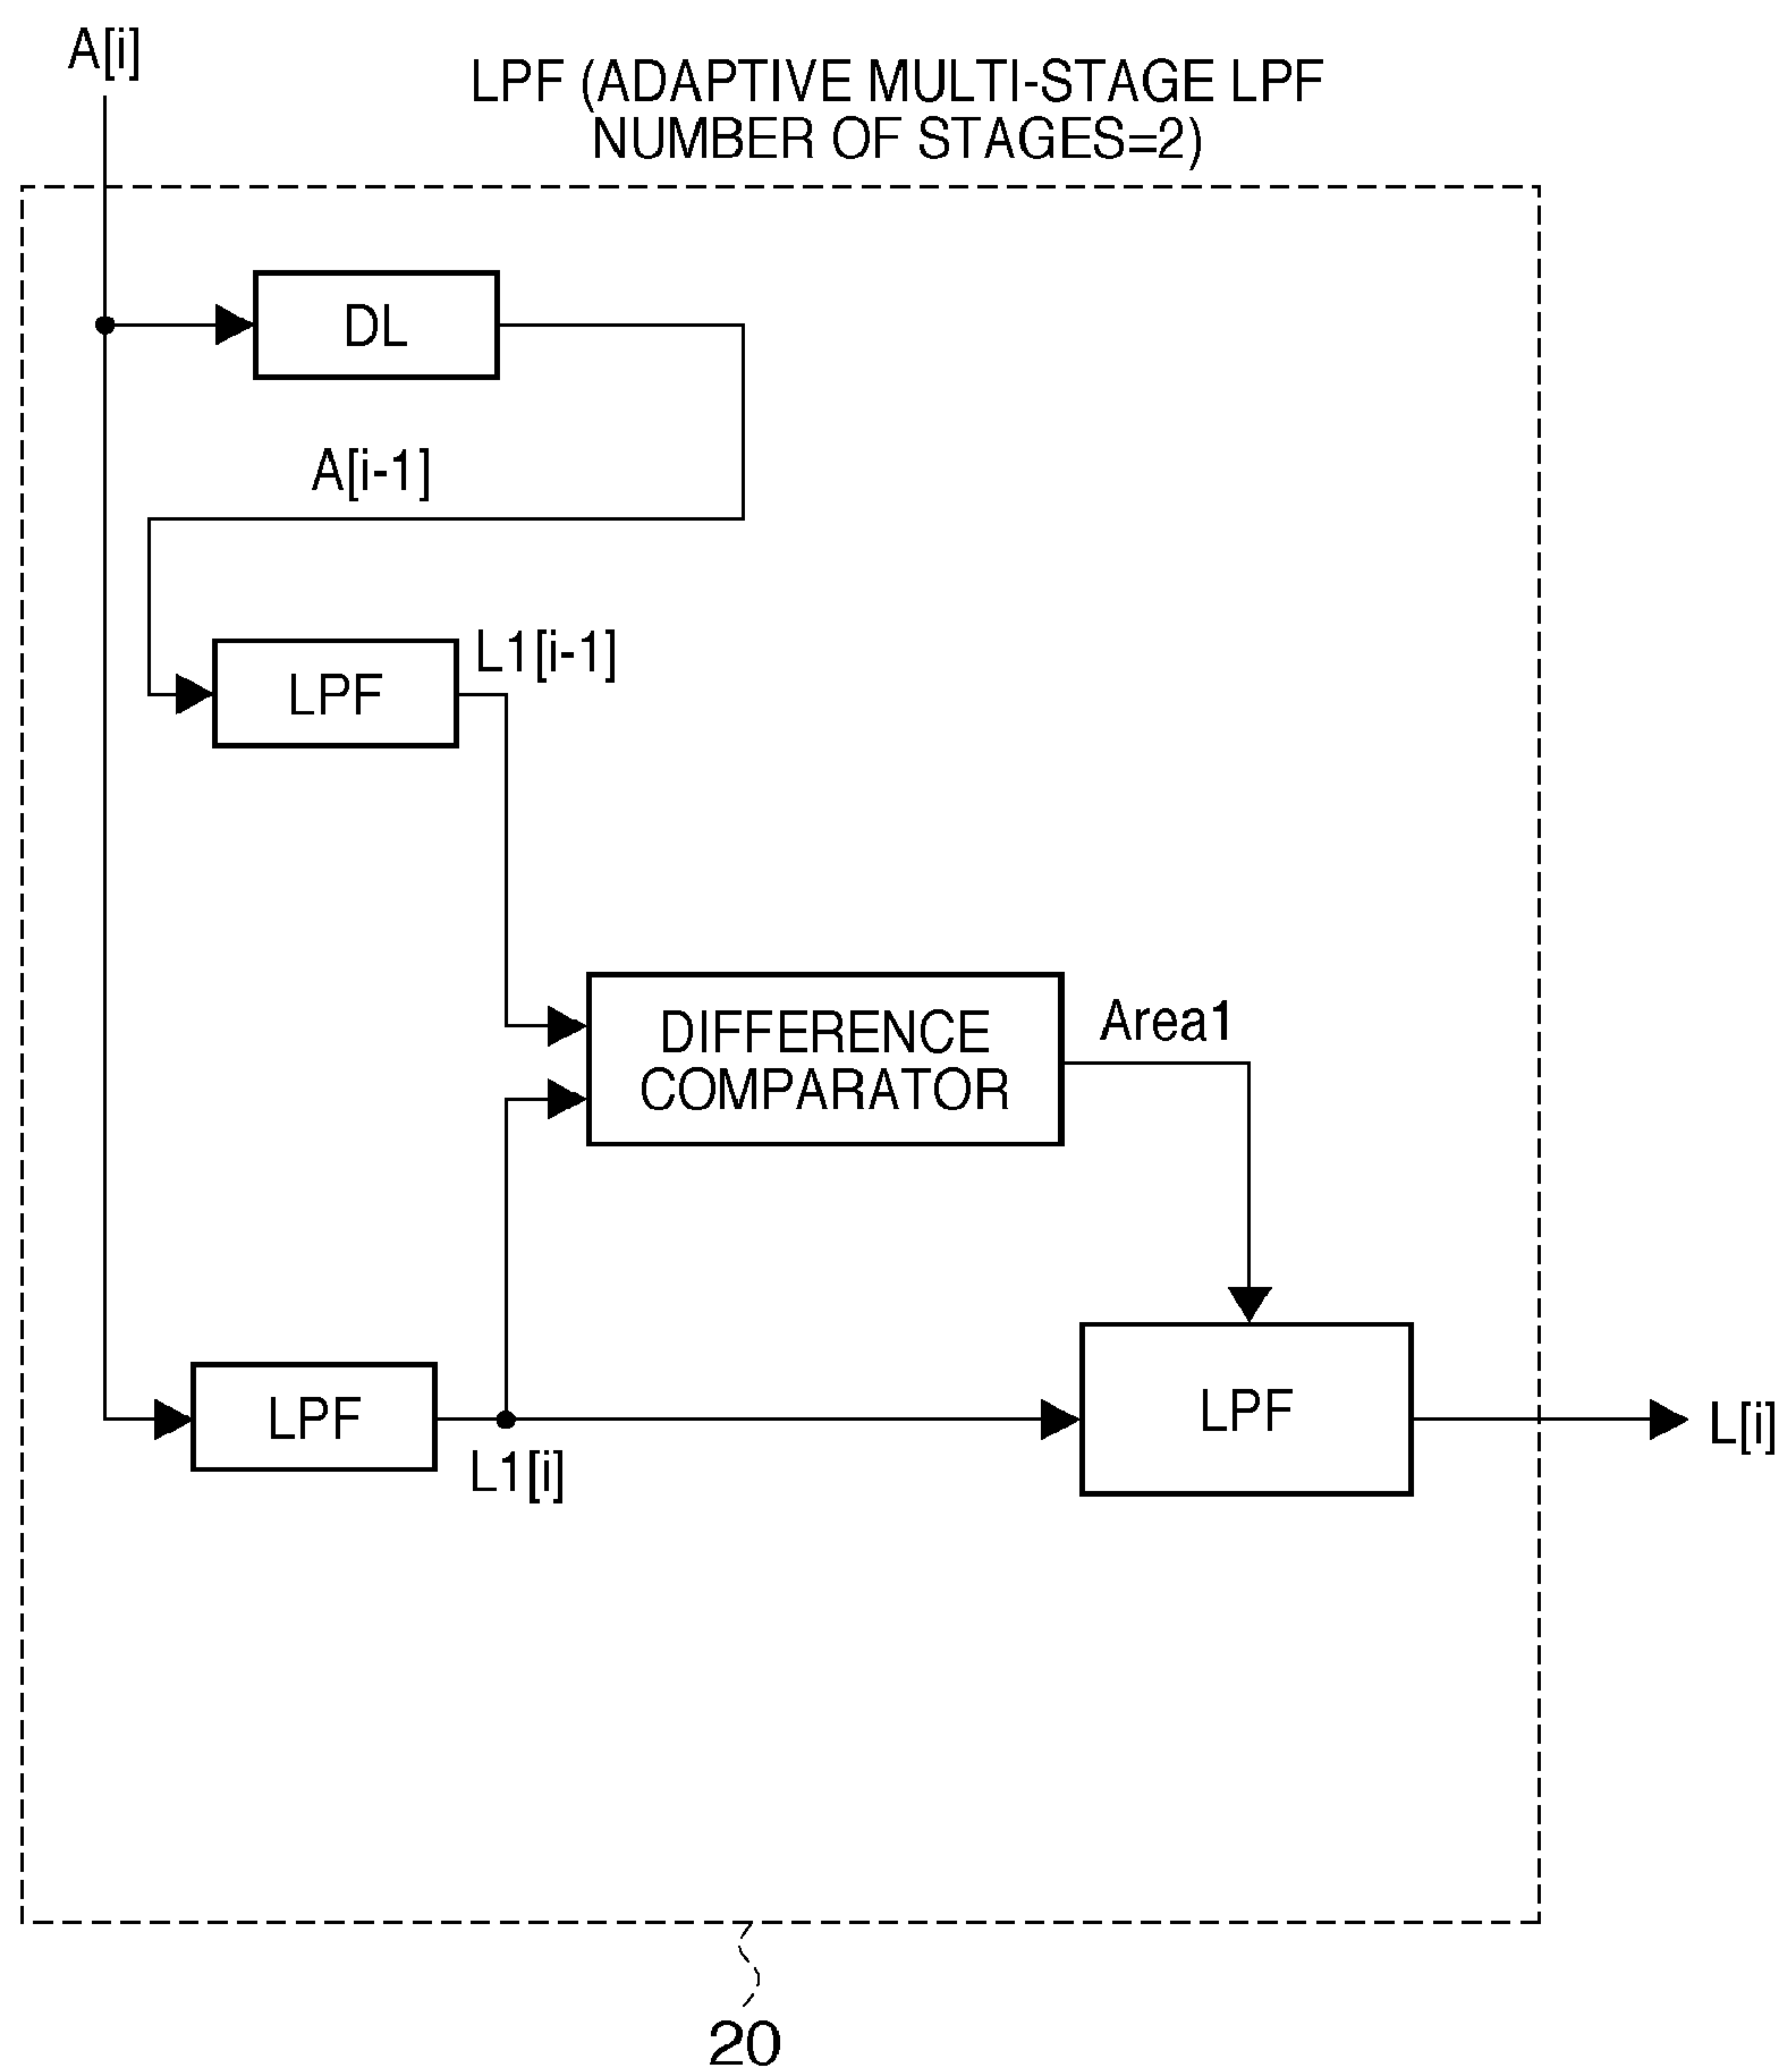 A[i]
LPF (ADAPTIVE MULTI-STAGE LPF
NUMBER OF STAGES=2)
DL
A[i-1]
L1[i-1]
LPF
DIFFERENCE
COMPARATOR
Area1
LPF
L1[i]
LPF
L[i]
20